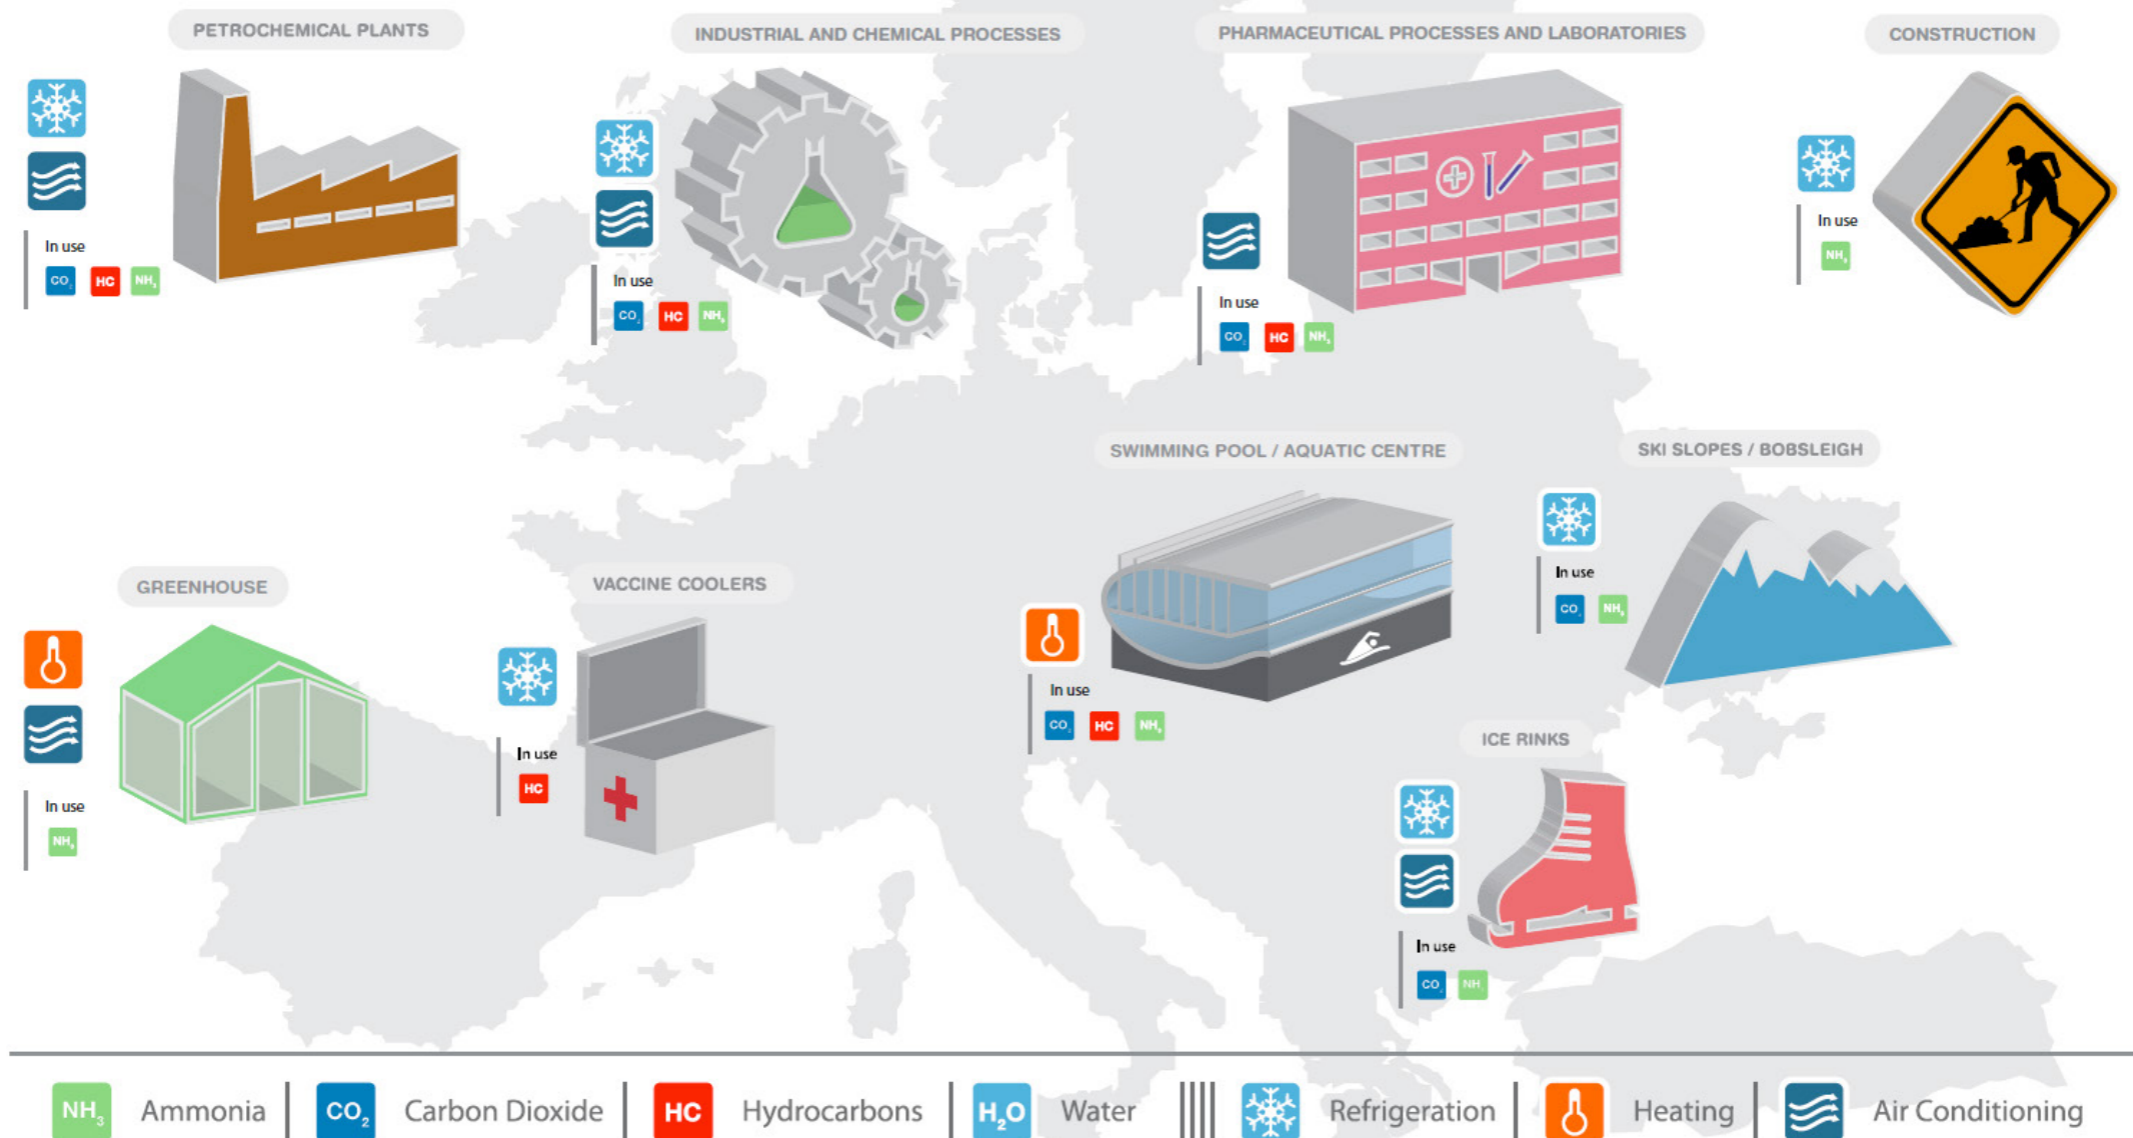 PETROCHEMICAL PLANTS
In use
CO₂ HC NH₃
INDUSTRIAL AND CHEMICAL PROCESSES
In use
CO₂ HC NH₃
PHARMACEUTICAL PROCESSES AND LABORATORIES
In use
CO₂ HC NH₃
CONSTRUCTION
In use
NH₃
GREENHOUSE
In use
NH₃
VACCINE COOLERS
In use
HC
SWIMMING POOL / AQUATIC CENTRE
In use
CO₂ HC NH₃
SKI SLOPES / BOBSLEIGH
In use
CO₂ NH₃
ICE RINKS
In use
CO₂ NH₃
NH₃ Ammonia CO₂ Carbon Dioxide HC Hydrocarbons H₂O Water Refrigeration Heating Air Conditioning